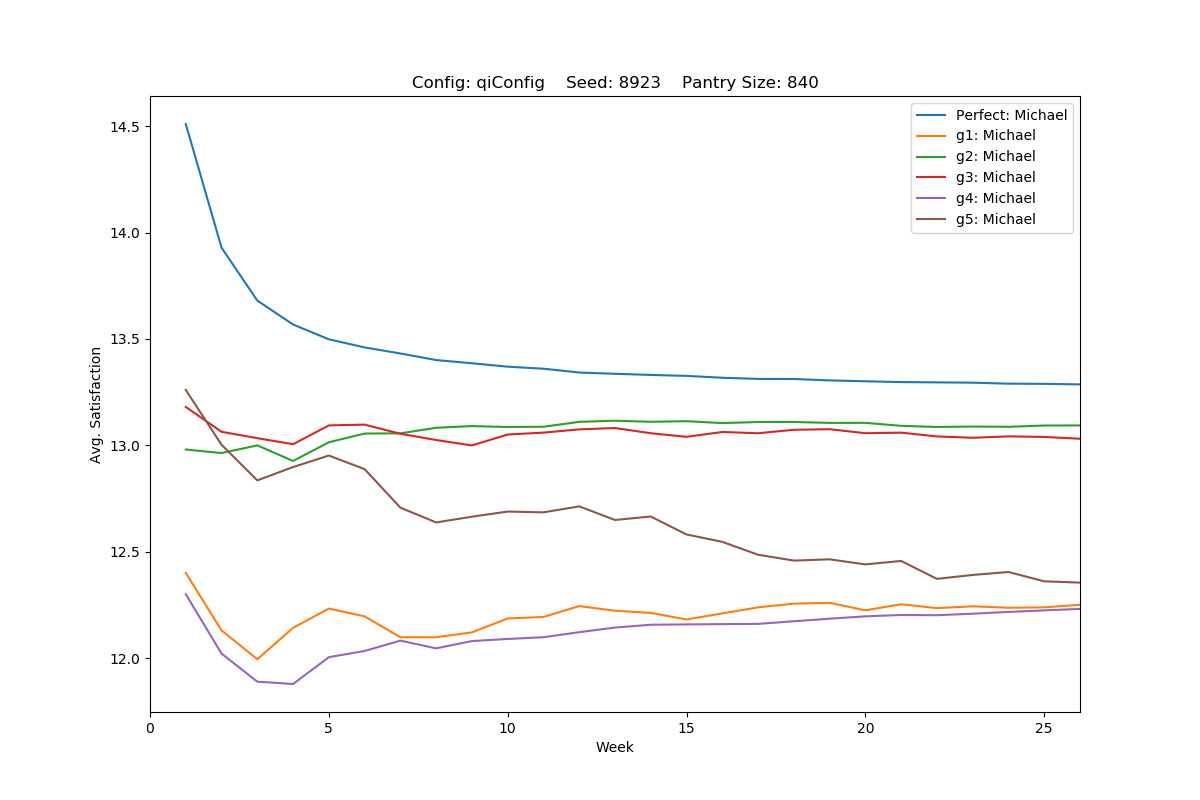 Config: qiConfig    Seed: 8923    Pantry Size: 840
Perfect: Michael
g1: Michael
g2: Michael
g3: Michael
g4: Michael
g5: Michael
14.5
14.0
13.5
13.0
12.5
12.0
Avg. Satisfaction
0 5 10 15 20 25
Week